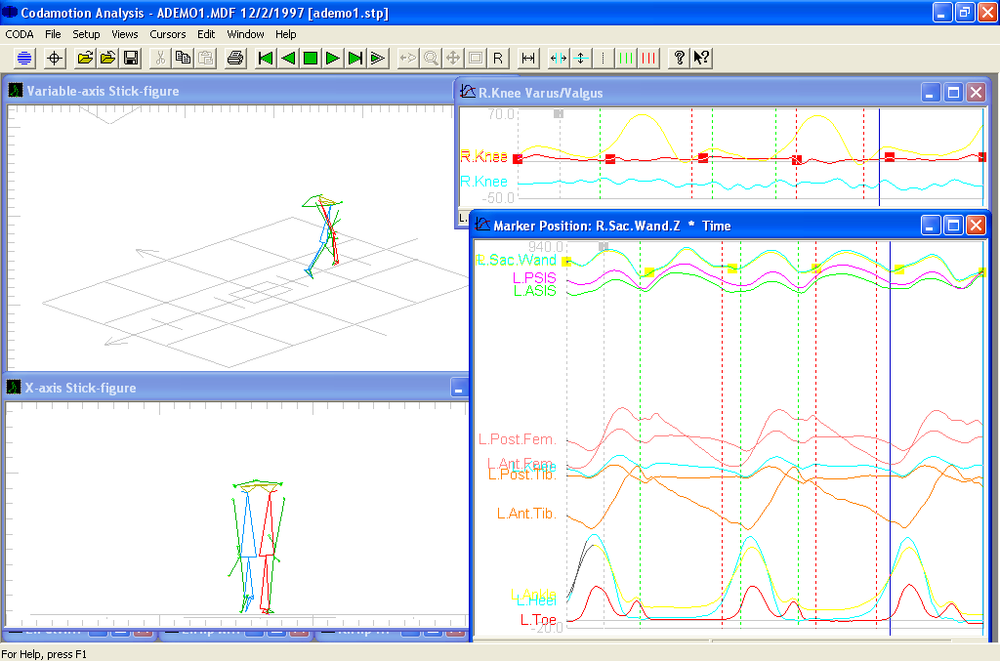 Codamotion Analysis - ADEMO1.MDF 12/2/1997 [ademo1.stp]
CODA File Setup Views Cursors Edit Window Help
R
Variable-axis Stick-figure
R.Knee Varus/Valgus
70.0
R.Knee
R.Knee
-50.0
L.
Marker Position: R.Sac.Wand.Z * Time
940.0
L.Sac.Wand
L.PSIS
L.ASIS
X-axis Stick-figure
L.Post.Fem.
L.Ant.Fem.
L.Post.Tib.
L.Ant.Tib.
L.Ankle
L.Heel
L.Toe
-20.0
For Help, press F1